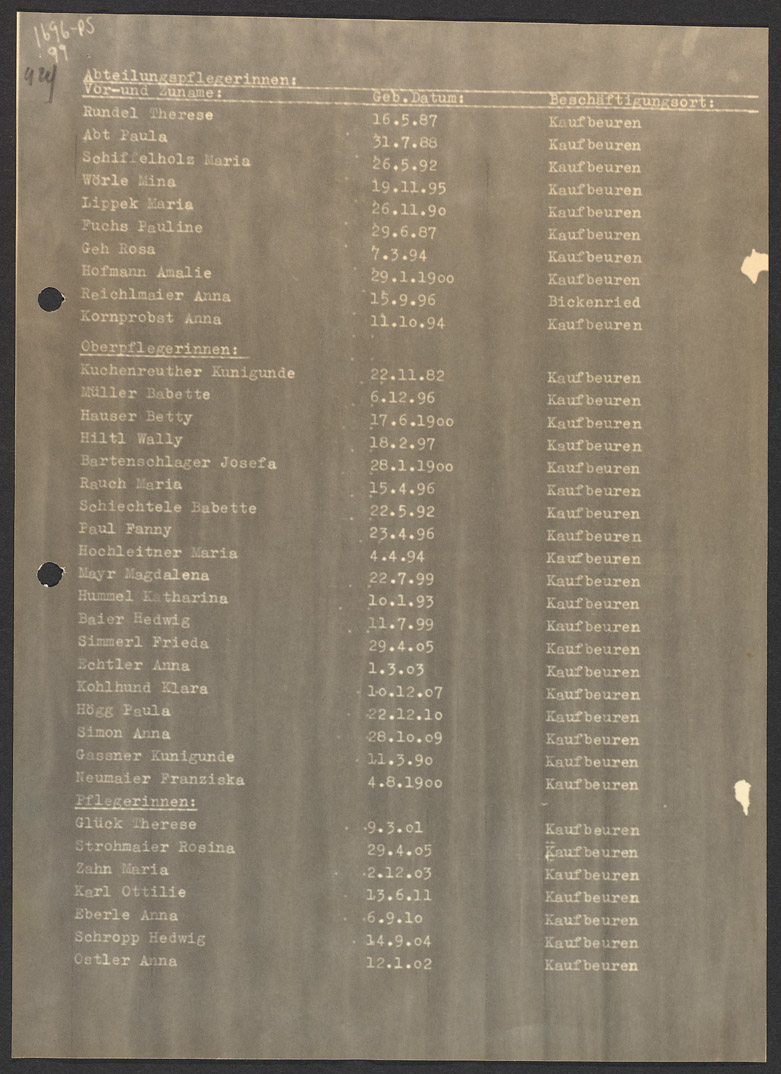 1696-PS
99
Abteilungspflegerinnen:
Vor-und Zuname: Geb.Datum: Beschäftigungsort:
Rundel Therese 16.5.87 Kaufbeuren
Abt Paula 31.7.88 Kaufbeuren
Schiffelholz Maria 26.5.92 Kaufbeuren
Wörle Mina 19.11.95 Kaufbeuren
Lippek Maria 26.11.9o Kaufbeuren
Fuchs Pauline 29.6.87 Kaufbeuren
Geh Rosa 7.3.94 Kaufbeuren
Hofmann Amalie 29.1.19oo Kaufbeuren
Reichlmaier Anna 15.9.96 Bickenried
Kornprobst Anna 11.1o.94 Kaufbeuren
Oberpflegerinnen:
Kuchenreuther Kunigunde 22.11.82 Kaufbeuren
Müller Babette 6.12.96 Kaufbeuren
Hauser Betty 17.6.19oo Kaufbeuren
Hiltl Wally 18.2.97 Kaufbeuren
Bartenschlager Josefa 28.1.19oo Kaufbeuren
Rauch Maria 15.4.96 Kaufbeuren
Schiechtele Babette 22.5.92 Kaufbeuren
Paul Fanny 23.4.96 Kaufbeuren
Hochleitner Maria 4.4.94 Kaufbeuren
Mayr Magdalena 22.7.99 Kaufbeuren
Hummel Katharina 1o.1.93 Kaufbeuren
Baier Hedwig 11.7.99 Kaufbeuren
Simmerl Frieda 29.4.o5 Kaufbeuren
Echtler Anna 1.3.o3 Kaufbeuren
Kohlhund Klara 1o.12.o7 Kaufbeuren
Högg Paula 22.12.1o Kaufbeuren
Simon Anna 28.1o.o9 Kaufbeuren
Gassner Kunigunde 11.3.9o Kaufbeuren
Neumaier Franziska 4.8.19oo Kaufbeuren
Pflegerinnen:
Glück Therese 9.3.o1 Kaufbeuren
Strohmaier Rosina 29.4.o5 Kaufbeuren
Zahn Maria 2.12.o3 Kaufbeuren
Karl Ottilie 13.6.11 Kaufbeuren
Eberle Anna 6.9.1o Kaufbeuren
Schropp Hedwig 14.9.o4 Kaufbeuren
Ostler Anna 12.1.o2 Kaufbeuren